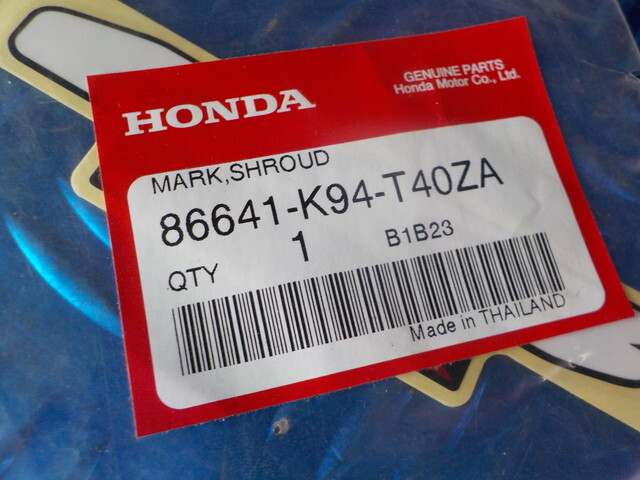 HONDA
GENUINE PARTS
Honda Motor Co., Ltd.
MARK,SHROUD
86641-K94-T40ZA
QTY 1 B1B23
Made in THAILAND